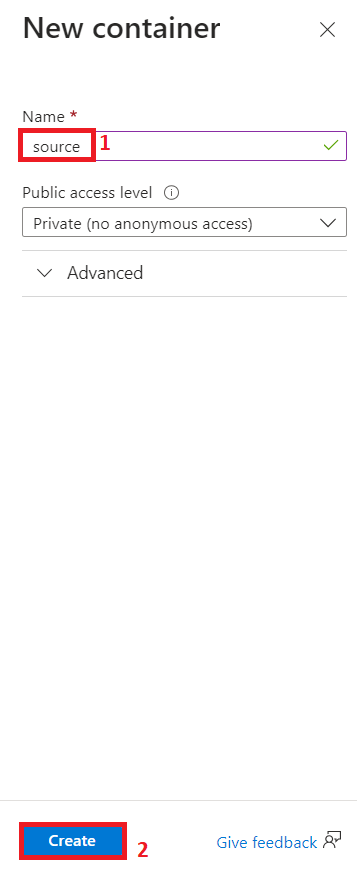 New container
Name *
source 1
Public access level
Private (no anonymous access)
Advanced
Create 2
Give feedback